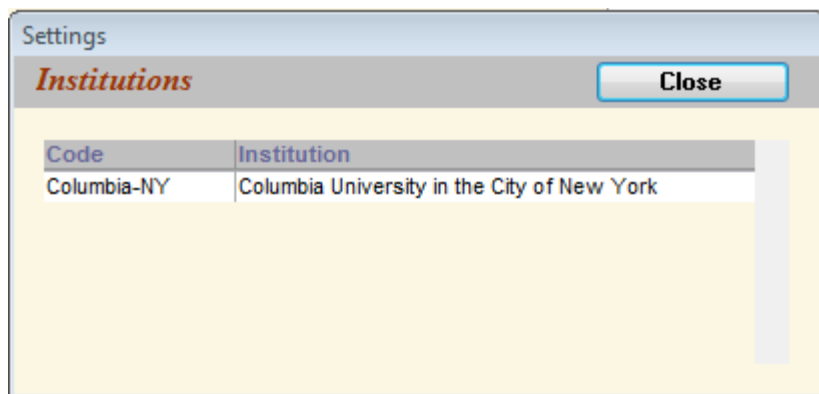 Settings
Institutions Close
Code Institution
Columbia-NY Columbia University in the City of New York